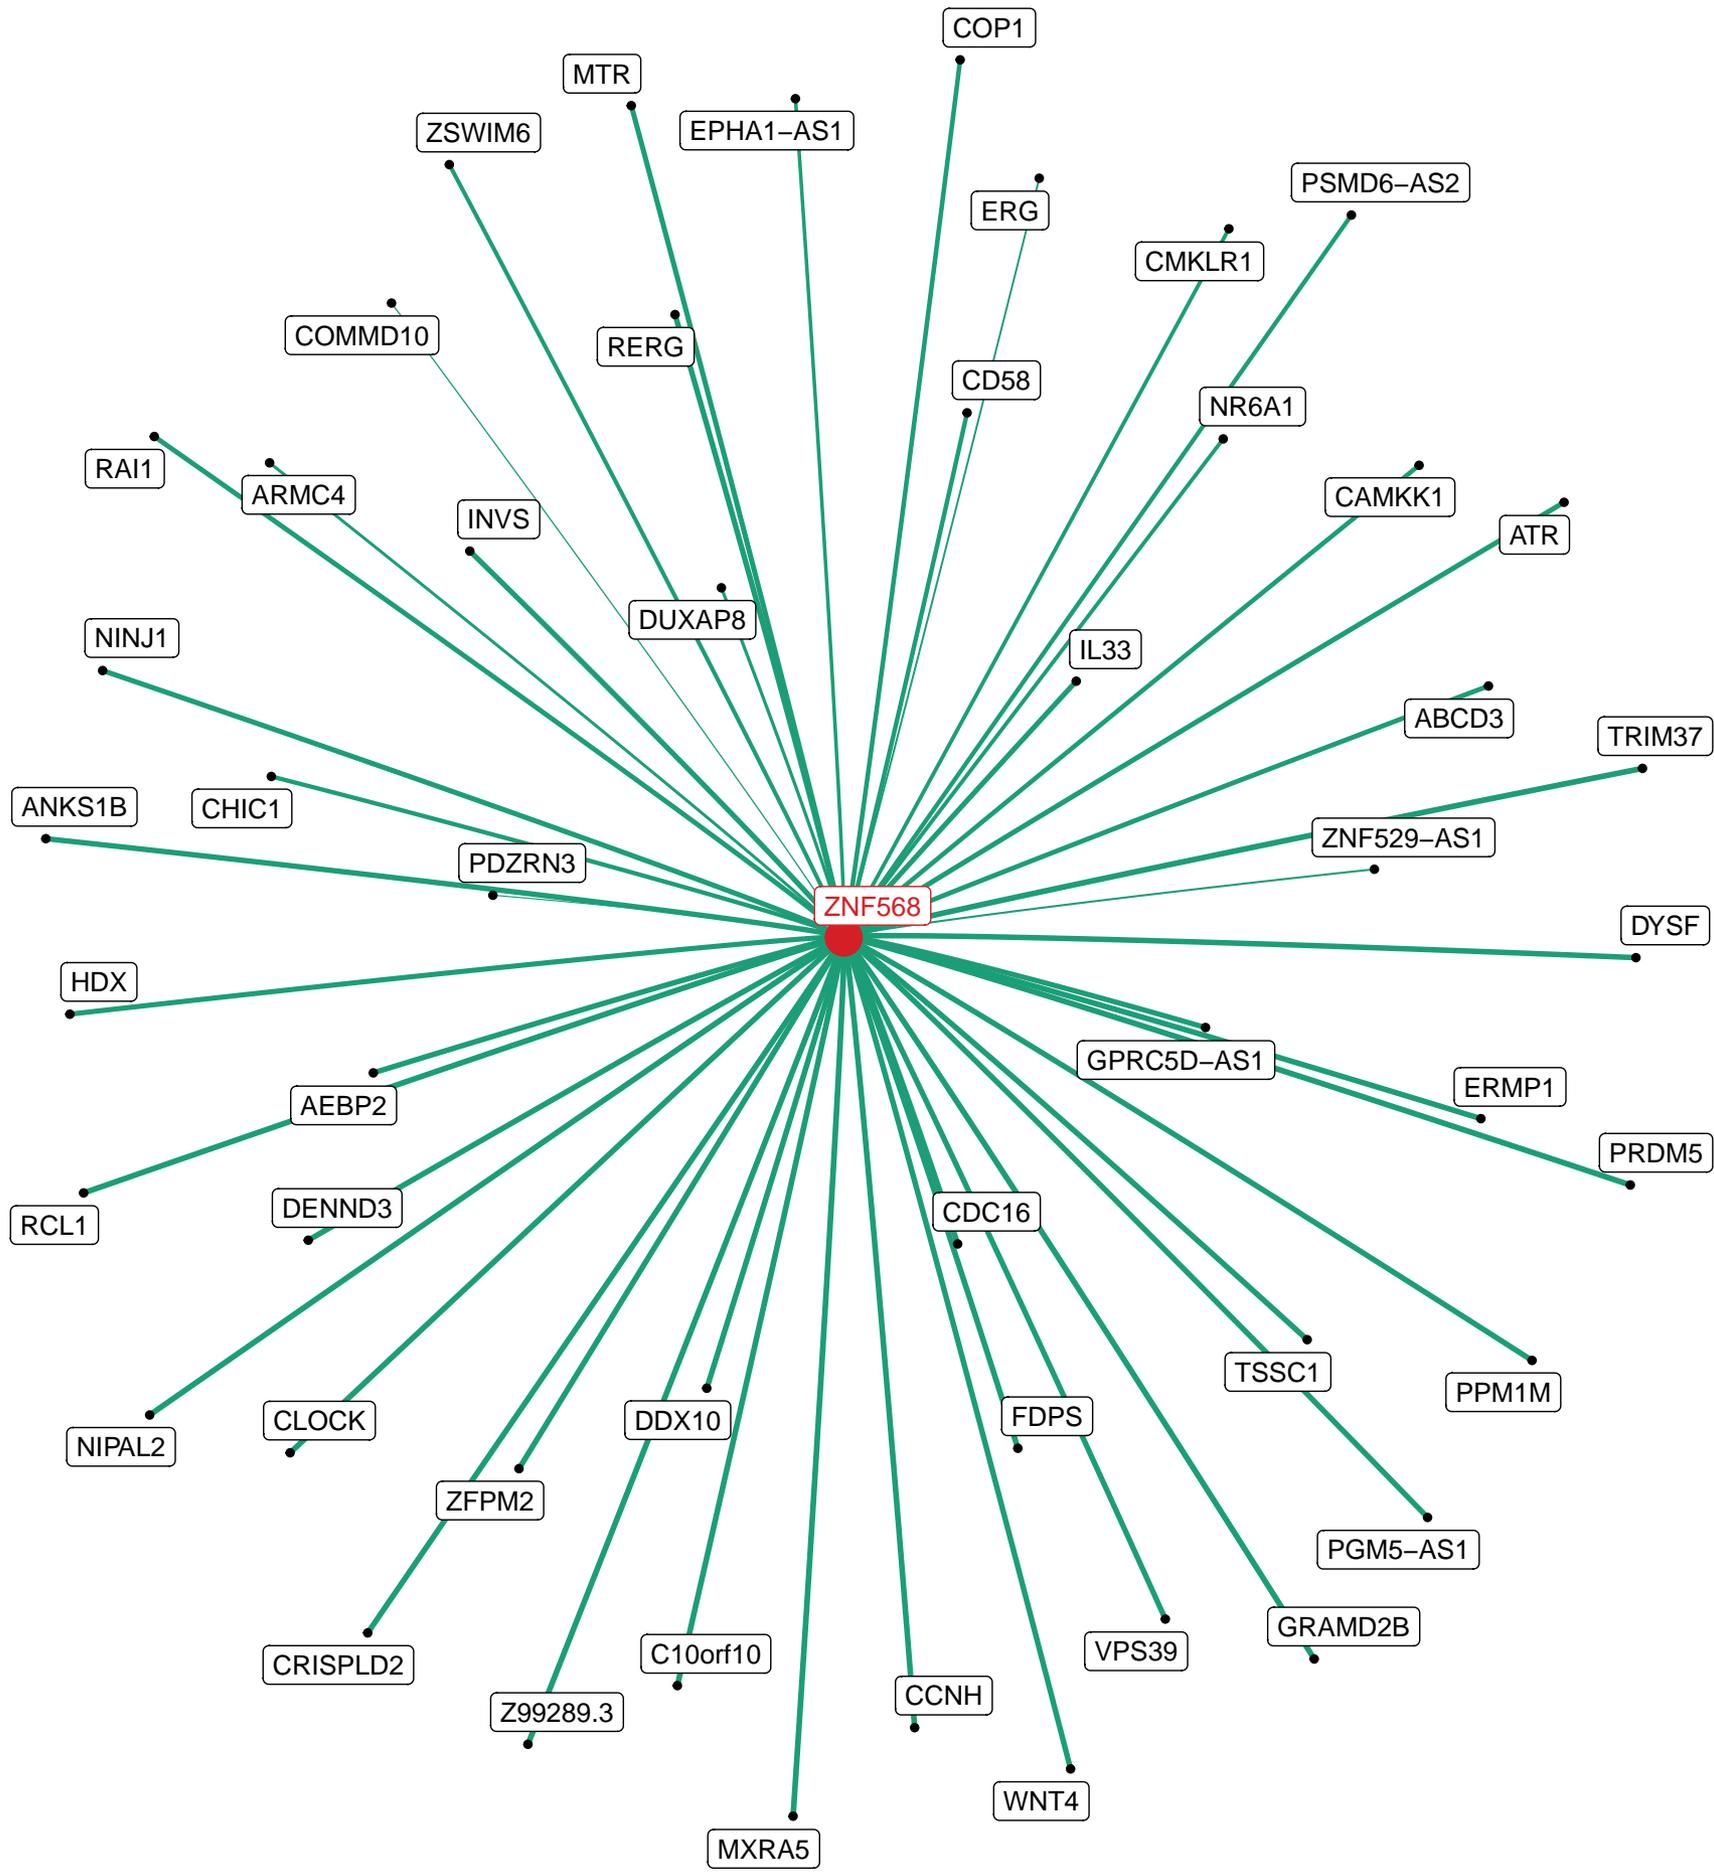 COP1
MTR
EPHA1−AS1
ZSWIM6
PSMD6−AS2
ERG
CMKLR1
COMMD10
RERG
CD58
NR6A1
RAI1
ARMC4
CAMKK1
INVS
ATR
DUXAP8
NINJ1
IL33
ABCD3
TRIM37
ANKS1B
CHIC1
ZNF529−AS1
PDZRN3
ZNF568
DYSF
HDX
GPRC5D−AS1
ERMP1
AEBP2
PRDM5
DENND3
CDC16
RCL1
TSSC1
PPM1M
FDPS
CLOCK
DDX10
NIPAL2
ZFPM2
PGM5−AS1
GRAMD2B
VPS39
C10orf10
CRISPLD2
CCNH
Z99289.3
WNT4
MXRA5